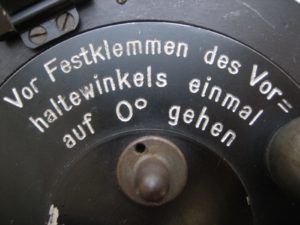 Vor Festklemmen des Vor=
haltewinkels einmal
auf 0° gehen